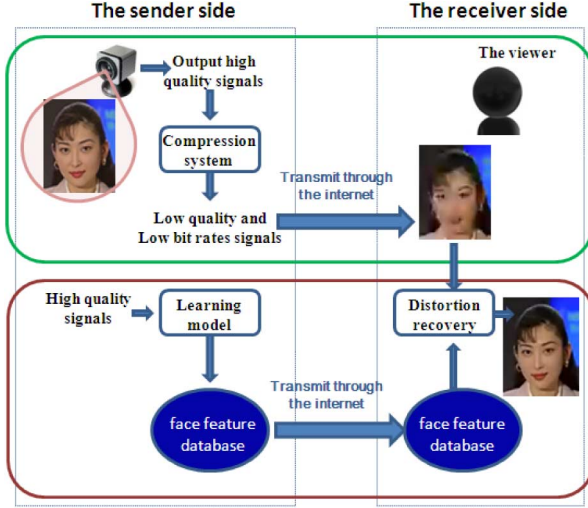 The sender side
The receiver side
Output high
quality signals
The viewer
Compression
system
Transmit through
the internet
Low quality and
Low bit rates signals
High quality
signals
Learning
model
Distortion
recovery
Transmit through
the internet
face feature
database
face feature
database